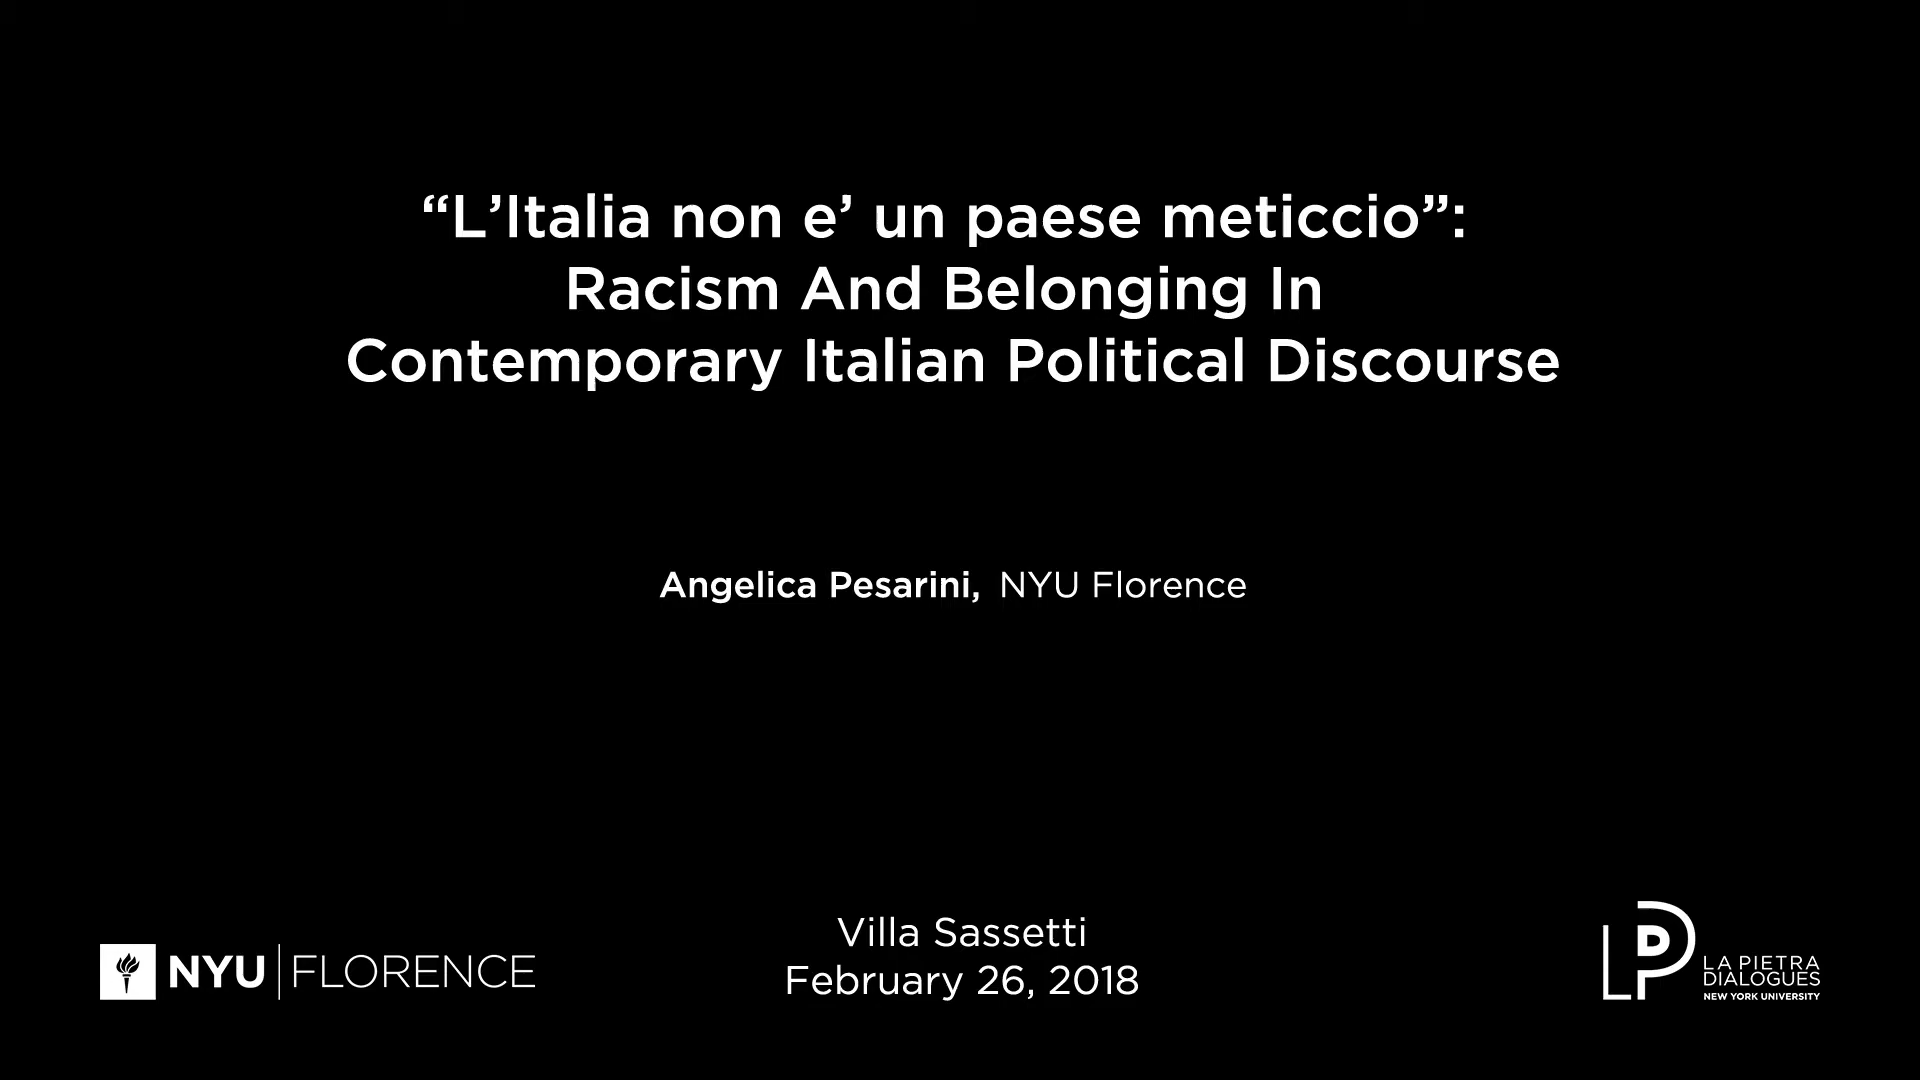 “L’Italia non e’ un paese meticcio”:
Racism And Belonging In
Contemporary Italian Political Discourse
Angelica Pesarini, NYU Florence
Villa Sassetti
February 26, 2018
NYU FLORENCE
LP
LA PIETRA
DIALOGUES
NEW YORK UNIVERSITY